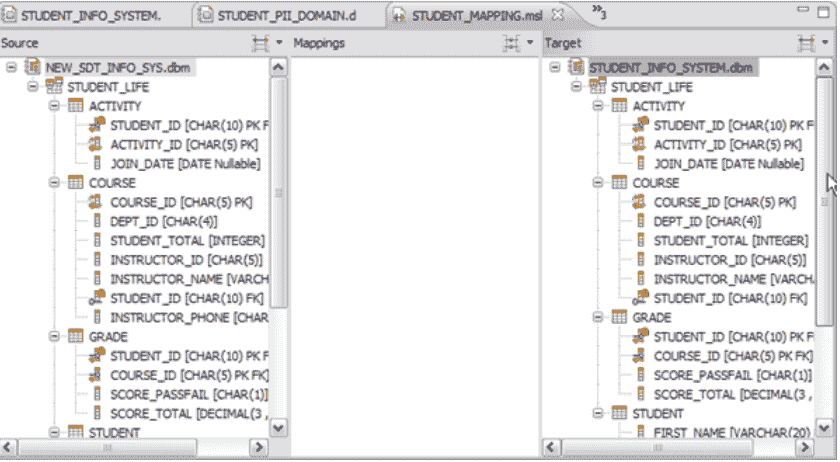 STUDENT_INFO_SYSTEM.
STUDENT_PII_DOMAIN.d
STUDENT_MAPPING.msl
3
Source
Mappings
Target
NEW_SDT_INFO_SYS.dbm
STUDENT_LIFE
ACTIVITY
STUDENT_ID [CHAR(10) PK F
ACTIVITY_ID [CHAR(5) PK]
JOIN_DATE [DATE Nullable]
COURSE
COURSE_ID [CHAR(5) PK]
DEPT_ID [CHAR(4)]
STUDENT_TOTAL [INTEGER]
INSTRUCTOR_ID [CHAR(5)]
INSTRUCTOR_NAME [VARCH
STUDENT_ID [CHAR(10) FK]
INSTRUCTOR_PHONE [CHAR
GRADE
STUDENT_ID [CHAR(10) PK F
COURSE_ID [CHAR(5) PK FK]
SCORE_PASSFAIL [CHAR(1)]
SCORE_TOTAL [DECIMAL(3 ,
STUDENT
STUDENT_INFO_SYSTEM.dbm
STUDENT_LIFE
ACTIVITY
STUDENT_ID [CHAR(10) PK F
ACTIVITY_ID [CHAR(5) PK]
JOIN_DATE [DATE Nullable]
COURSE
COURSE_ID [CHAR(5) PK]
DEPT_ID [CHAR(4)]
STUDENT_TOTAL [INTEGER]
INSTRUCTOR_ID [CHAR(5)]
INSTRUCTOR_NAME [VARCH
STUDENT_ID [CHAR(10) FK]
GRADE
STUDENT_ID [CHAR(10) PK F
COURSE_ID [CHAR(5) PK FK]
SCORE_PASSFAIL [CHAR(1)]
SCORE_TOTAL [DECIMAL(3 ,
STUDENT
FIRST_NAME [VARCHAR(20)